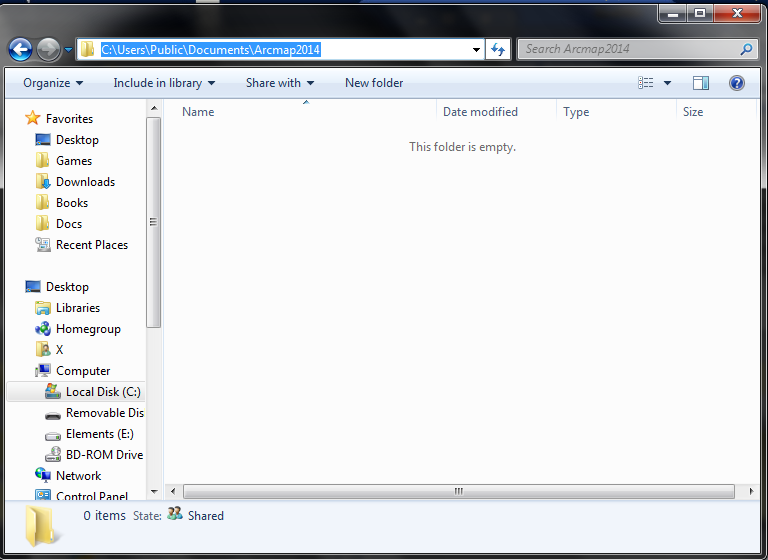 C:\Users\Public\Documents\Arcmap2014
Search Arcmap2014
Organize Include in library Share with New folder
Name Date modified Type Size
This folder is empty.
Favorites
Desktop
Games
Downloads
Books
Docs
Recent Places
Desktop
Libraries
Homegroup
X
Computer
Local Disk (C:)
Removable Dis
Elements (E:)
BD-ROM Drive
Network
Control Panel
0 items State: Shared